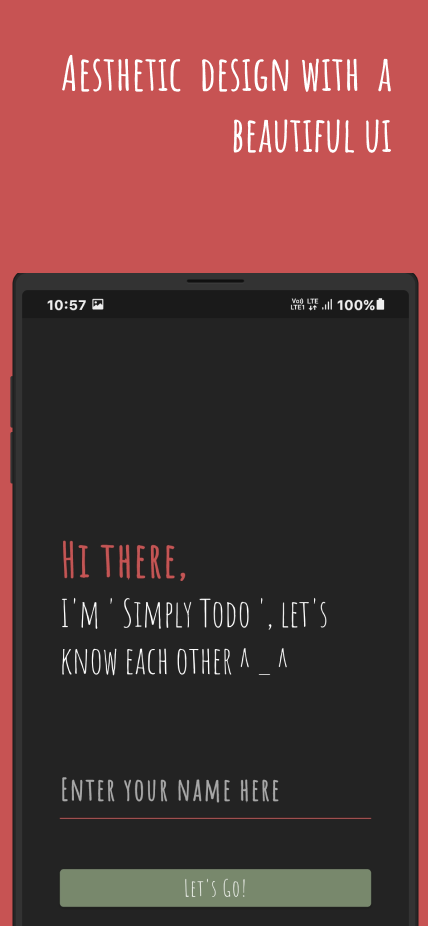 Aesthetic design with a
beautiful ui
10:57
Vo)) LTE
LTE1
100%
Hi there,
I'm ' Simply Todo ', let's
know each other ^ _ ^
Enter your name here
Let's Go!